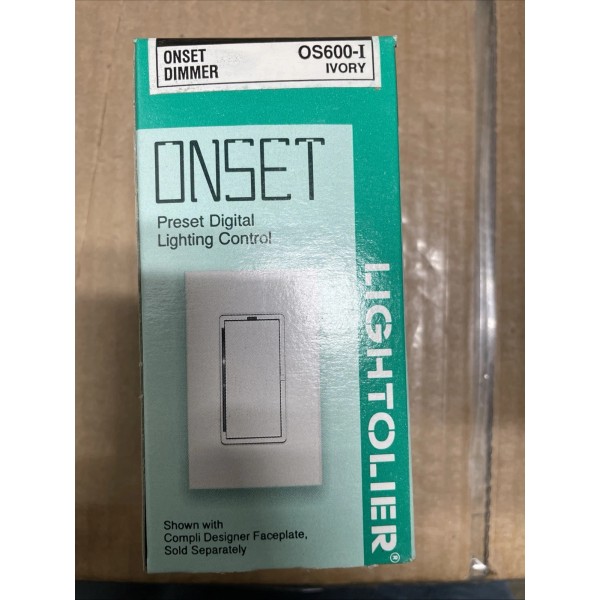 ONSET
DIMMER
OS600-I
IVORY
ONSET
Preset Digital
Lighting Control
LIGHTOLIER®
Shown with
Compli Designer Faceplate,
Sold Separately